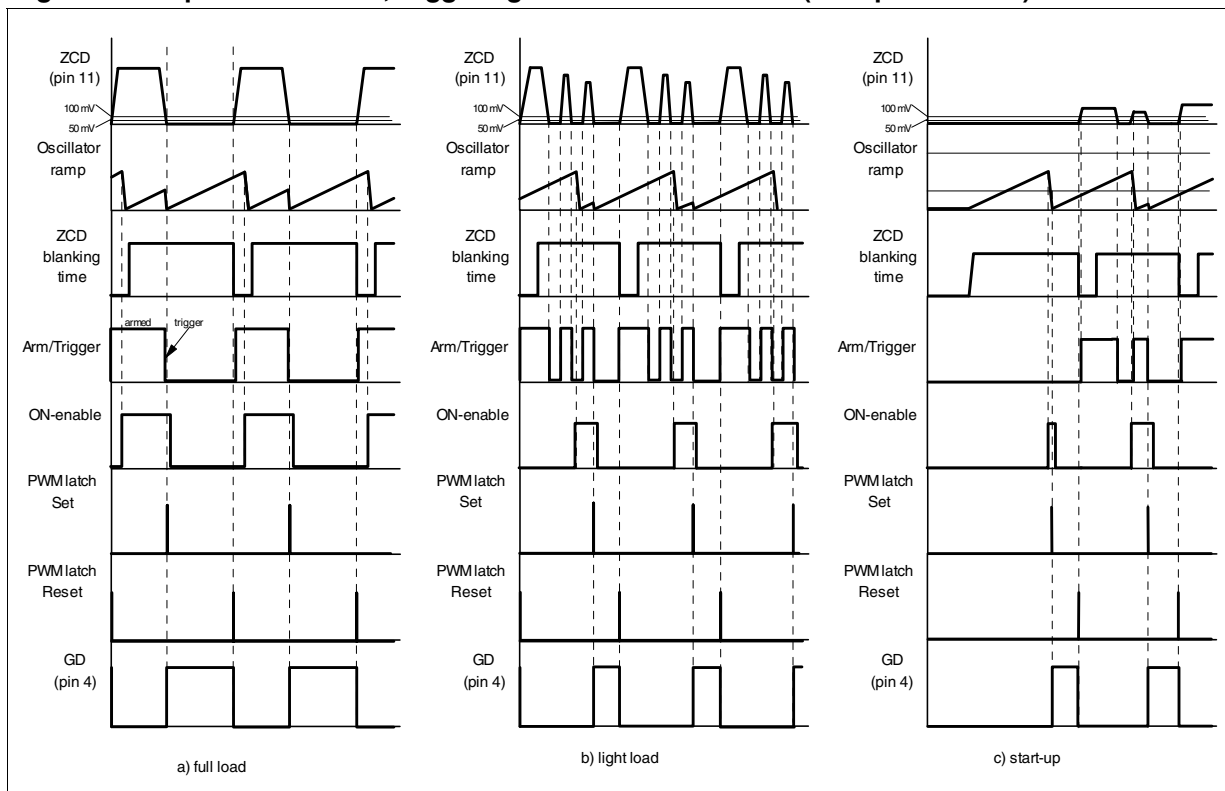 ZCD
(pin 11)
100 mV
50 mV
Oscillator
ramp
ZCD
blanking
time
armed
trigger
Arm/Trigger
ON-enable
PWM latch
Set
PWM latch
Reset
GD
(pin 4)
a) full load
ZCD
(pin 11)
100 mV
50 mV
Oscillator
ramp
ZCD
blanking
time
Arm/Trigger
ON-enable
PWM latch
Set
PWM latch
Reset
GD
(pin 4)
b) light load
ZCD
(pin 11)
100 mV
50 mV
Oscillator
ramp
ZCD
blanking
time
Arm/Trigger
ON-enable
PWM latch
Set
PWM latch
Reset
GD
(pin 4)
c) start-up